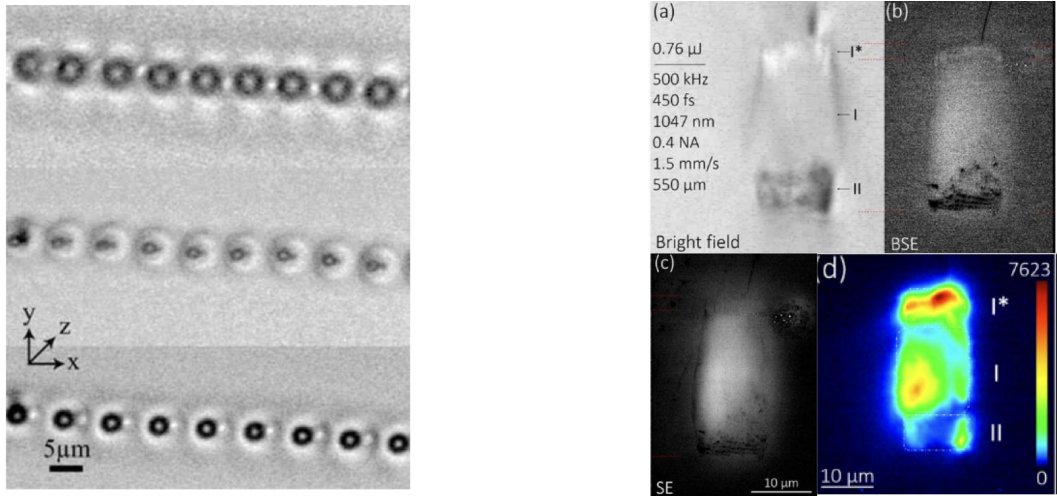 y
z
x
5μm
(a)
0.76 μJ
500 kHz
450 fs
1047 nm
0.4 NA
1.5 mm/s
550 μm
I*
I
II
Bright field
(b)
BSE
(c)
SE
10 μm
(d)
7623
I*
I
II
0
10 μm